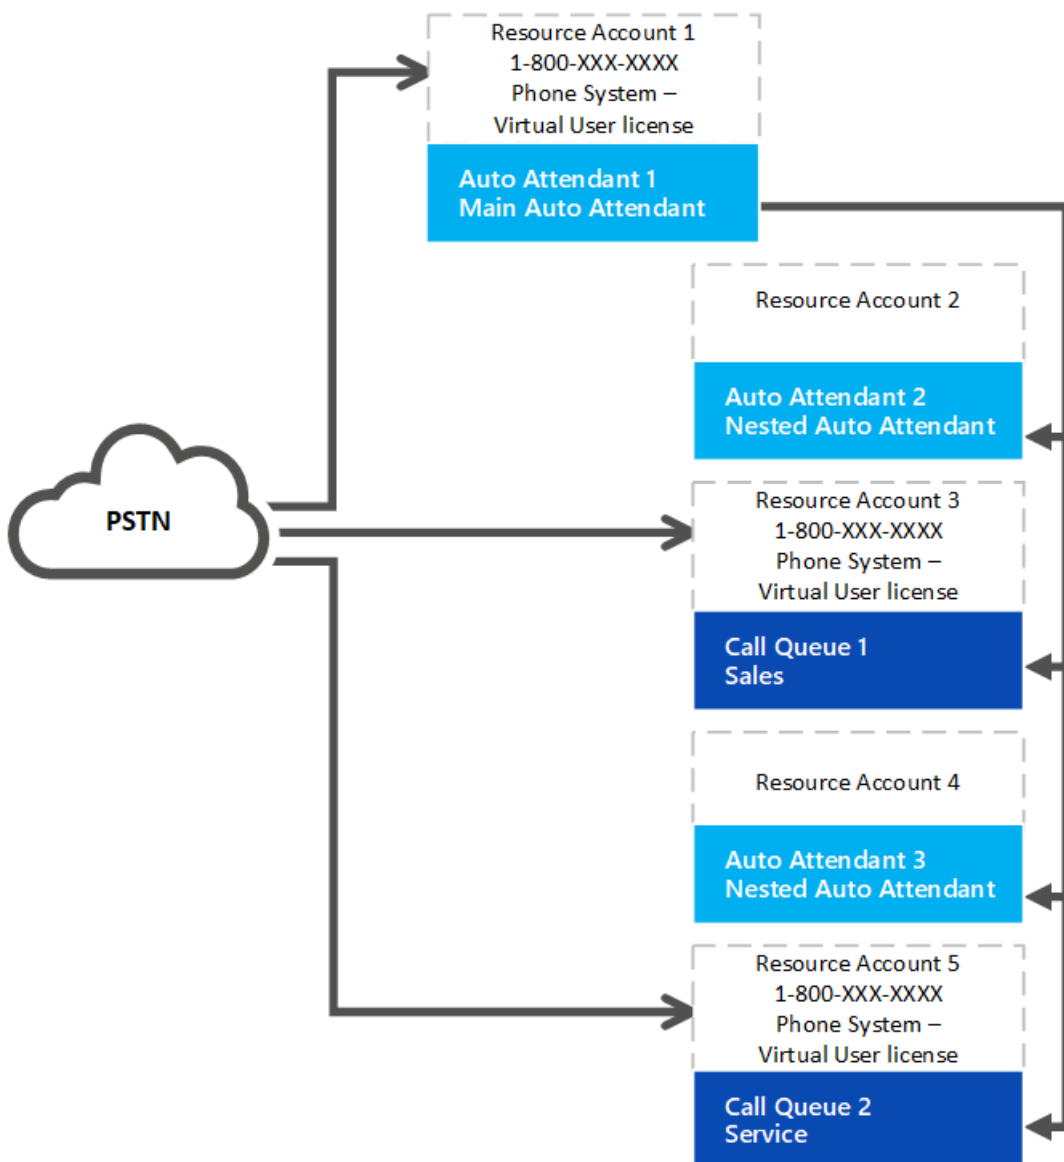 Resource Account 1
1-800-XXX-XXXX
Phone System –
Virtual User license
Auto Attendant 1
Main Auto Attendant
Resource Account 2
Auto Attendant 2
Nested Auto Attendant
PSTN
Resource Account 3
1-800-XXX-XXXX
Phone System –
Virtual User license
Call Queue 1
Sales
Resource Account 4
Auto Attendant 3
Nested Auto Attendant
Resource Account 5
1-800-XXX-XXXX
Phone System –
Virtual User license
Call Queue 2
Service